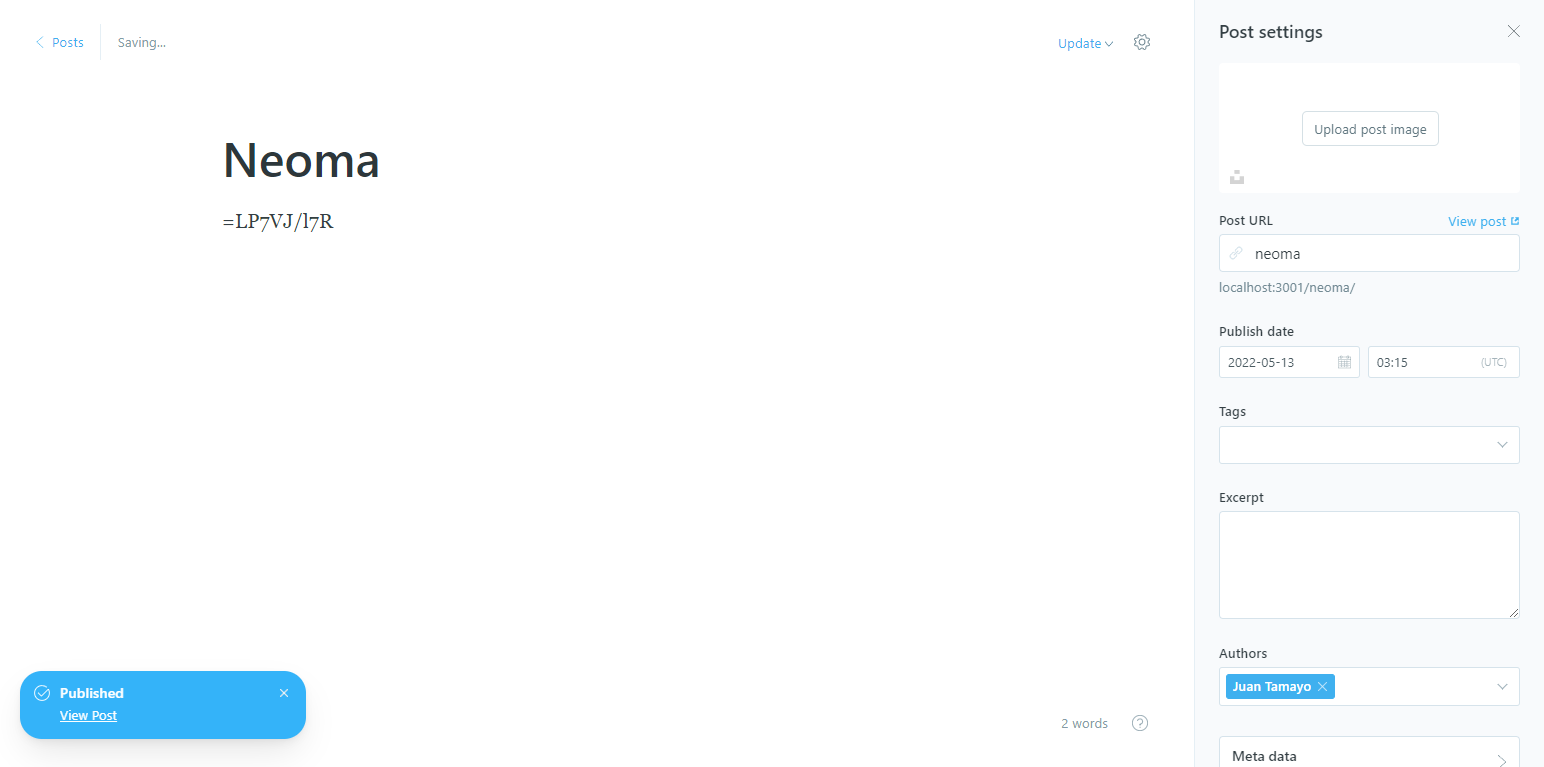 Posts
Saving...
Update
Neoma
=LP7VJ/l7R
Published
View Post
2 words
Post settings
Upload post image
Post URL
View post
neoma
localhost:3001/neoma/
Publish date
2022-05-13
03:15
(UTC)
Tags
Excerpt
Authors
Juan Tamayo
Meta data